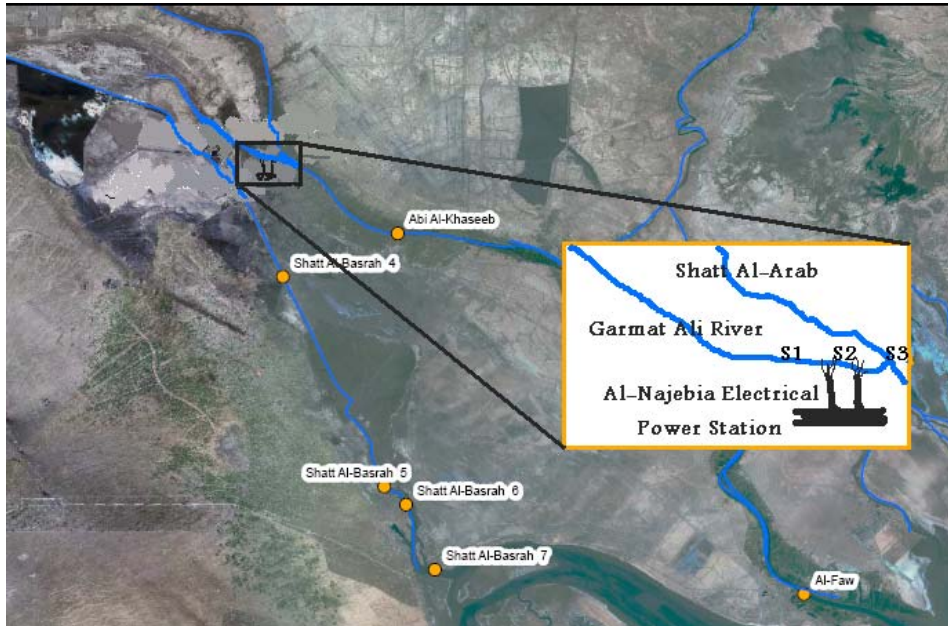 Abi Al-Khaseeb
Shatt Al-Basrah 4
Shatt Al-Arab
Garmat Ali River
S1 S2 S3
Al-Najebia Electrical
Power Station
Shatt Al-Basrah 5
Shatt Al-Basrah 6
Shatt Al-Basrah 7
Al-Faw